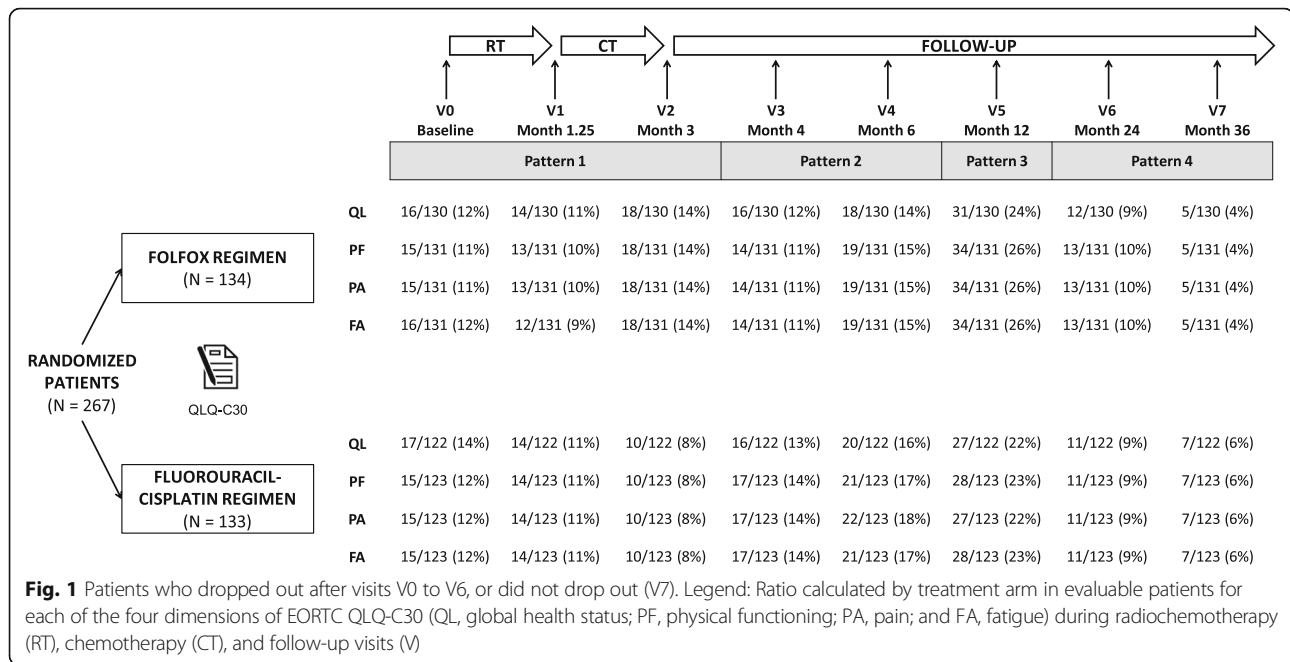 RT CT FOLLOW-UP
V0 V1 V2 V3 V4 V5 V6 V7
Baseline Month 1.25 Month 3 Month 4 Month 6 Month 12 Month 24 Month 36
Pattern 1 Pattern 2 Pattern 3 Pattern 4
QL 16/130 (12%) 14/130 (11%) 18/130 (14%) 16/130 (12%) 18/130 (14%) 31/130 (24%) 12/130 (9%) 5/130 (4%)
FOLFOX REGIMEN
(N = 134)
PF 15/131 (11%) 13/131 (10%) 18/131 (14%) 14/131 (11%) 19/131 (15%) 34/131 (26%) 13/131 (10%) 5/131 (4%)
PA 15/131 (11%) 13/131 (10%) 18/131 (14%) 14/131 (11%) 19/131 (15%) 34/131 (26%) 13/131 (10%) 5/131 (4%)
FA 16/131 (12%) 12/131 (9%) 18/131 (14%) 14/131 (11%) 19/131 (15%) 34/131 (26%) 13/131 (10%) 5/131 (4%)
RANDOMIZED
PATIENTS
(N = 267)
QLQ-C30
QL 17/122 (14%) 14/122 (11%) 10/122 (8%) 16/122 (13%) 20/122 (16%) 27/122 (22%) 11/122 (9%) 7/122 (6%)
FLUOROURACIL-
CISPLATIN REGIMEN
(N = 133)
PF 15/123 (12%) 14/123 (11%) 10/123 (8%) 17/123 (14%) 21/123 (17%) 28/123 (23%) 11/123 (9%) 7/123 (6%)
PA 15/123 (12%) 14/123 (11%) 10/123 (8%) 17/123 (14%) 22/123 (18%) 27/123 (22%) 11/123 (9%) 7/123 (6%)
FA 15/123 (12%) 14/123 (11%) 10/123 (8%) 17/123 (14%) 21/123 (17%) 28/123 (23%) 11/123 (9%) 7/123 (6%)
Fig. 1 Patients who dropped out after visits V0 to V6, or did not drop out (V7). Legend: Ratio calculated by treatment arm in evaluable patients for
each of the four dimensions of EORTC QLQ-C30 (QL, global health status; PF, physical functioning; PA, pain; and FA, fatigue) during radiochemotherapy
(RT), chemotherapy (CT), and follow-up visits (V)